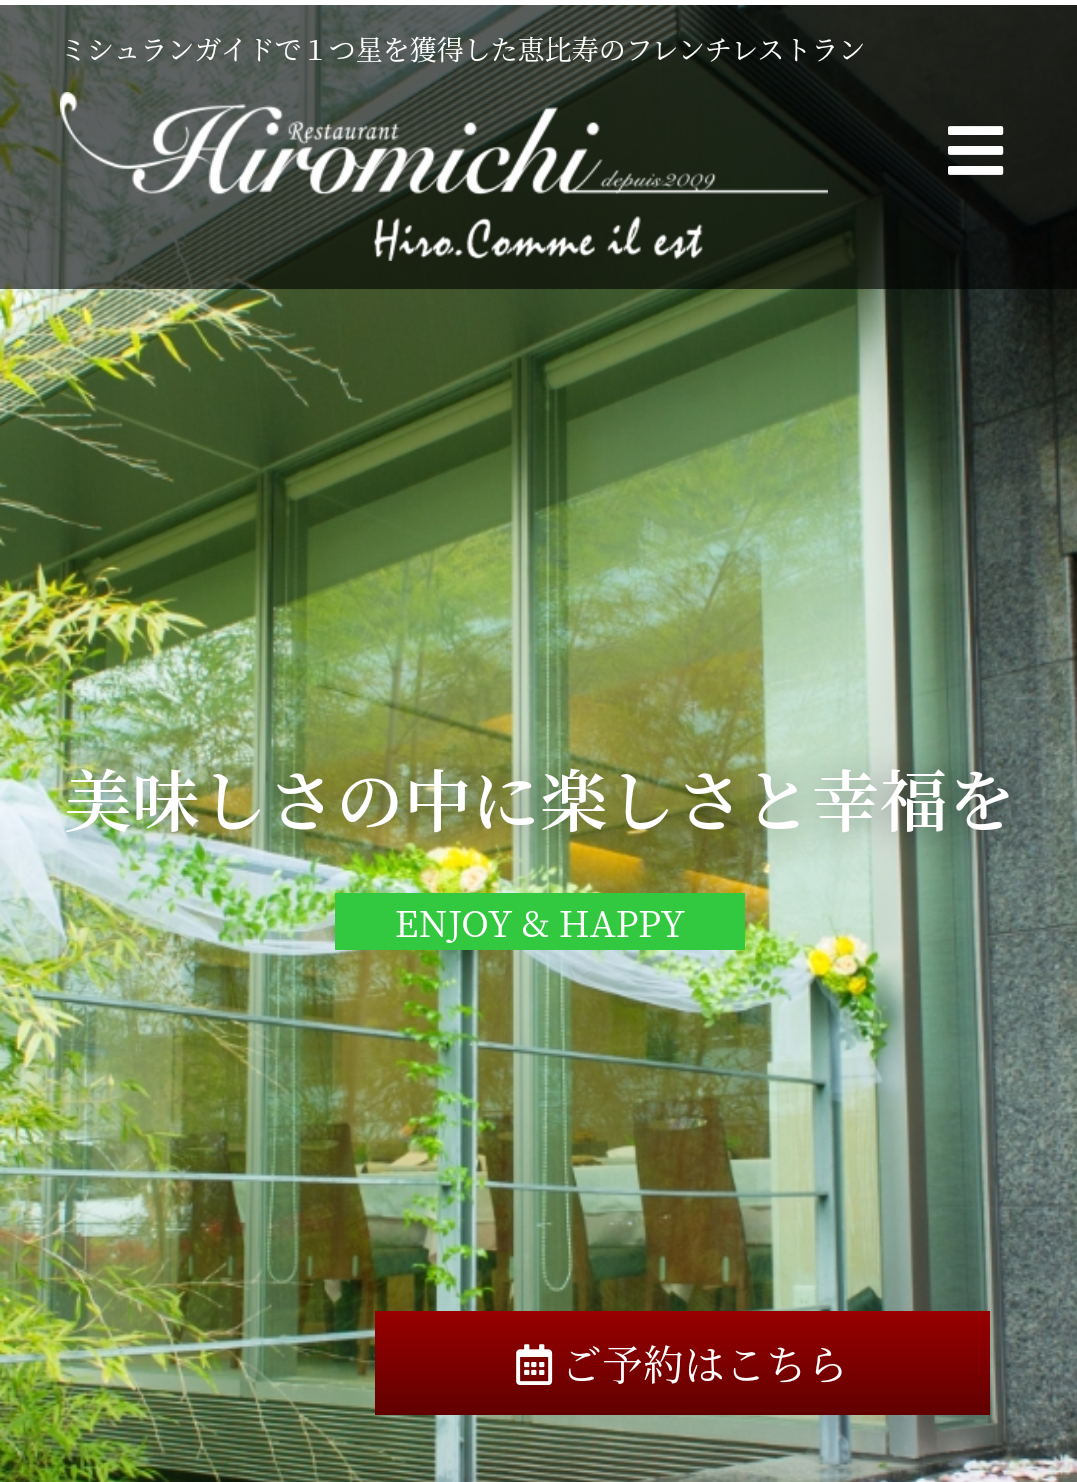 ミシュランガイドで１つ星を獲得した恵比寿のフレンチレストラン
Restaurant
Hiromichi
depuis2009
Hiro.Comme il est
美味しさの中に楽しさと幸福を
ENJOY & HAPPY
ご予約はこちら